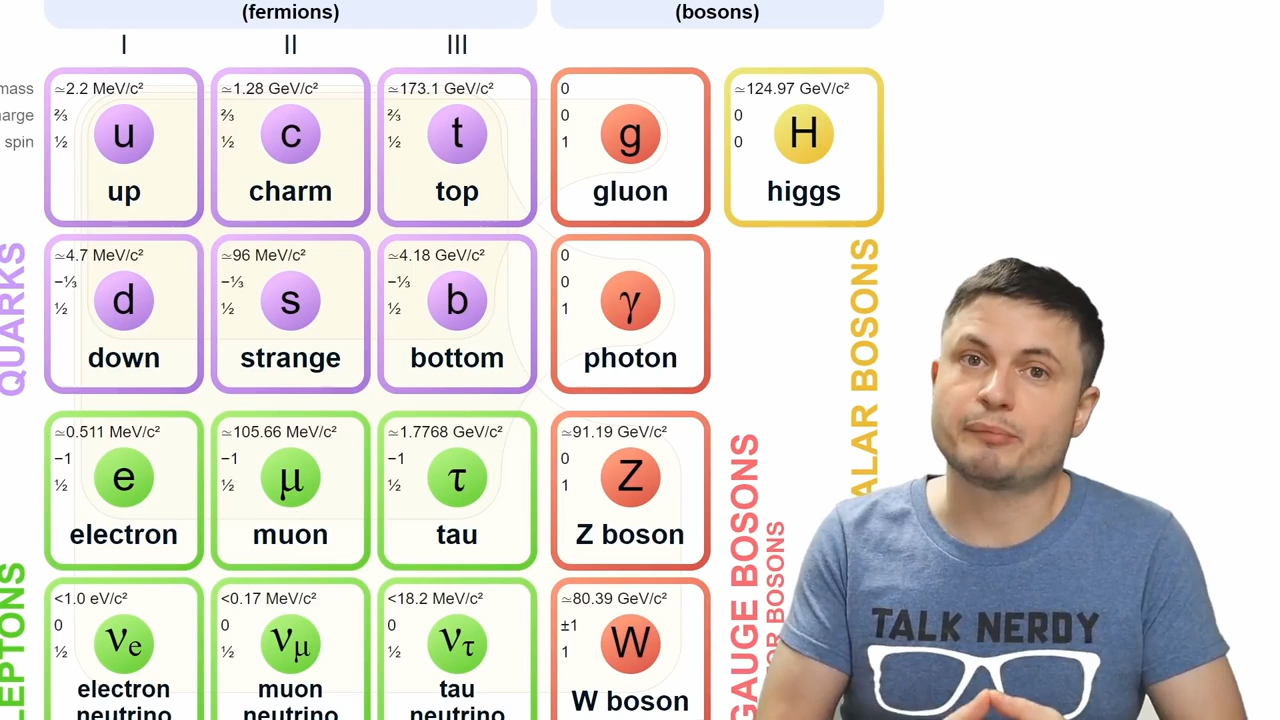 (fermions)
(bosons)
I
II
III
mass
charge
spin
≃2.2 MeV/c²
⅔
½
u
up
≃1.28 GeV/c²
⅔
½
c
charm
≃173.1 GeV/c²
⅔
½
t
top
0
0
1
g
gluon
≃124.97 GeV/c²
0
0
H
higgs
QUARKS
≃4.7 MeV/c²
−⅓
½
d
down
≃96 MeV/c²
−⅓
½
s
strange
≃4.18 GeV/c²
−⅓
½
b
bottom
0
0
1
γ
photon
ALAR BOSONS
≃0.511 MeV/c²
−1
½
e
electron
≃105.66 MeV/c²
−1
½
μ
muon
≃1.7768 GeV/c²
−1
½
τ
tau
≃91.19 GeV/c²
0
1
Z
Z boson
GAUGE BOSONS
OR BOSONS
LEPTONS
<1.0 eV/c²
0
½
νe
electron
neutrino
<0.17 MeV/c²
0
½
νμ
muon
neutrino
<18.2 MeV/c²
0
½
ντ
tau
neutrino
≃80.39 GeV/c²
±1
1
W
W boson
TALK NERDY